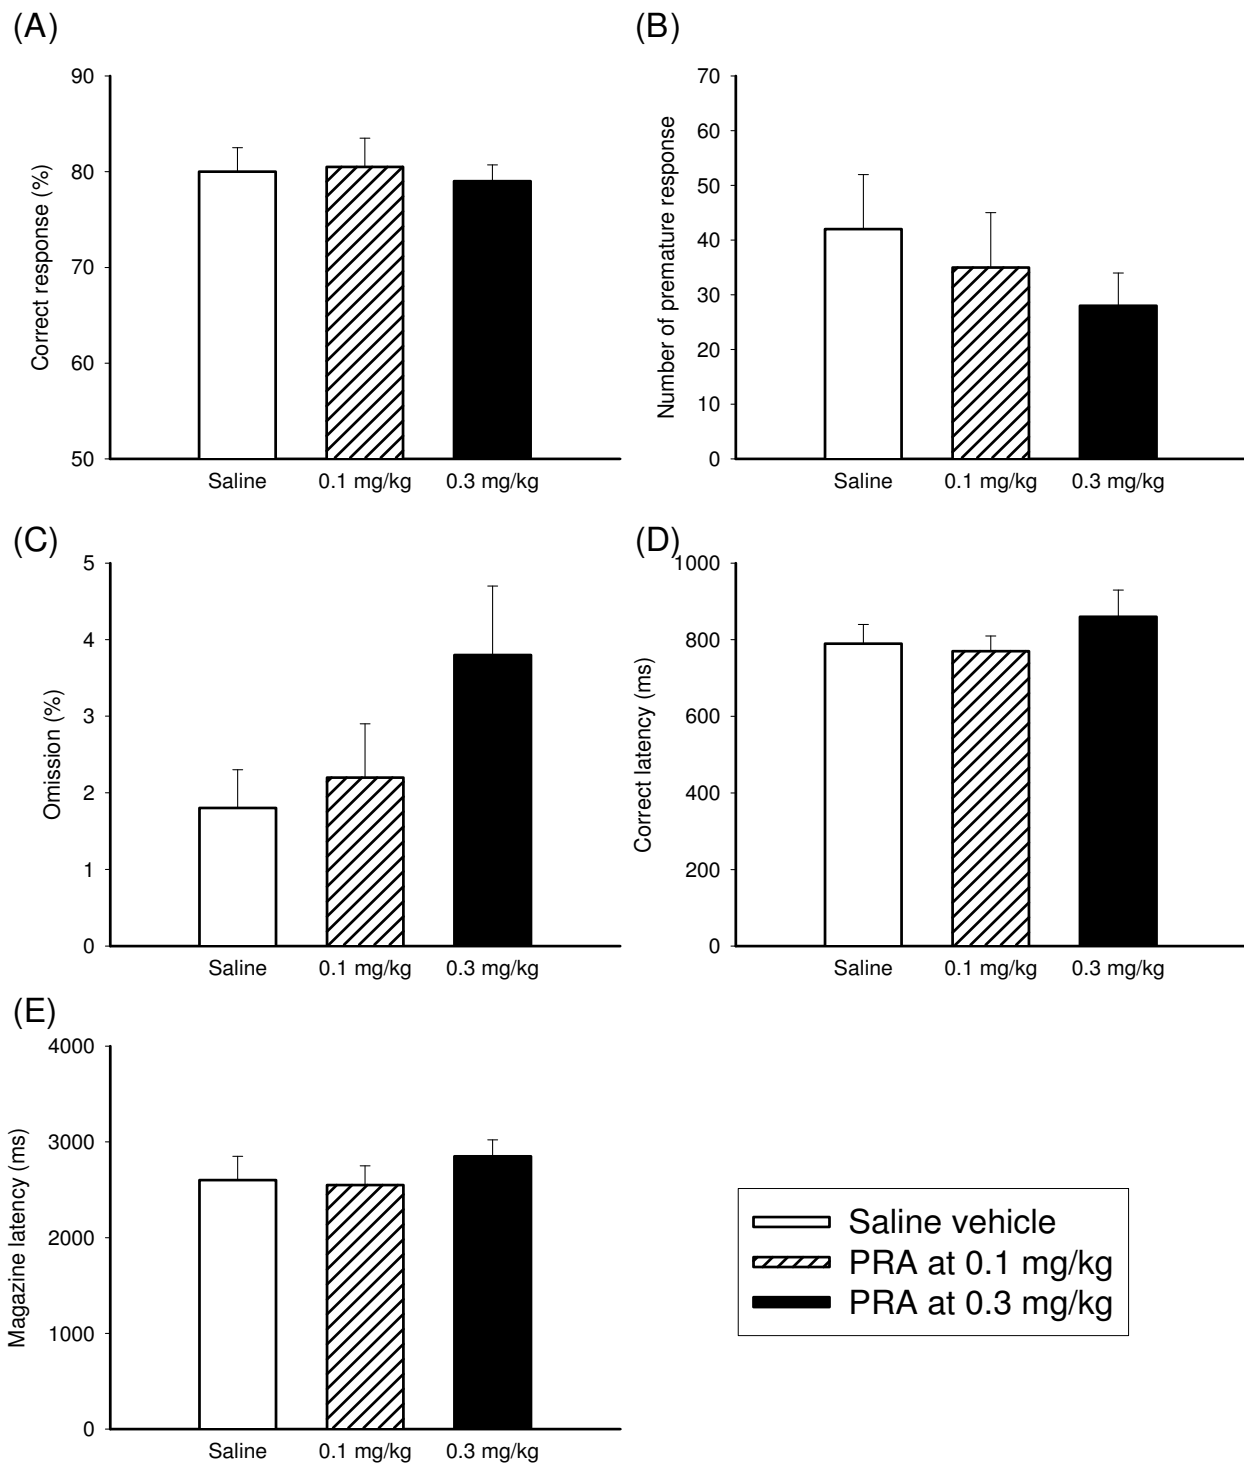 (A)
Correct response (%)
90
80
70
60
50
Saline 0.1 mg/kg 0.3 mg/kg
(B)
Number of premature response
70
60
50
40
30
20
10
0
Saline 0.1 mg/kg 0.3 mg/kg
(C)
Omission (%)
5
4
3
2
1
0
Saline 0.1 mg/kg 0.3 mg/kg
(D)
Correct latency (ms)
1000
800
600
400
200
0
Saline 0.1 mg/kg 0.3 mg/kg
(E)
Magazine latency (ms)
4000
3000
2000
1000
0
Saline 0.1 mg/kg 0.3 mg/kg
Saline vehicle
PRA at 0.1 mg/kg
PRA at 0.3 mg/kg